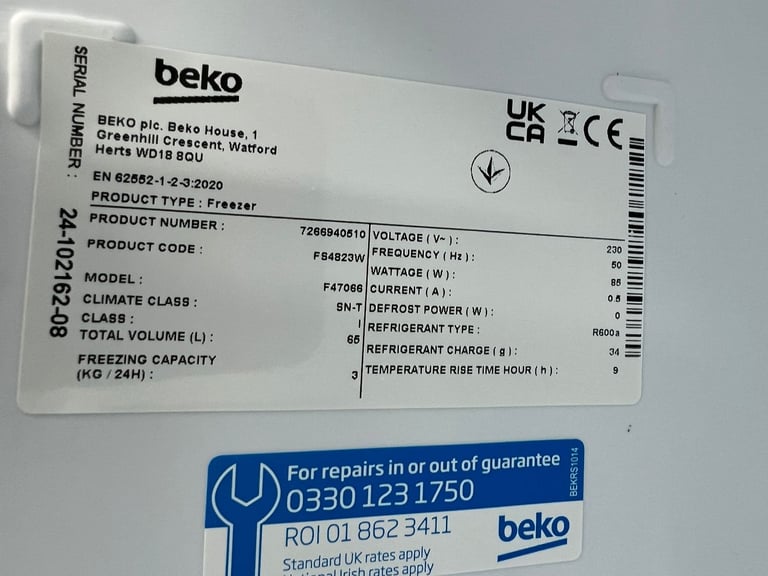 beko
UK
CA
CE
BEKO plc. Beko House, 1
Greenhill Crescent, Watford
Herts WD18 8QU
EN 62552-1-2-3:2020
PRODUCT TYPE : Freezer
PRODUCT NUMBER : 7266940510
PRODUCT CODE : FS4823W
MODEL : F47066
CLIMATE CLASS : SN-T
CLASS : I
TOTAL VOLUME (L) : 65
FREEZING CAPACITY
(KG / 24H) : 3
VOLTAGE ( V~ ) : 230
FREQUENCY ( Hz ) : 50
WATTAGE ( W ) : 85
CURRENT ( A ) : 0.5
DEFROST POWER ( W ) : 0
REFRIGERANT TYPE : R600a
REFRIGERANT CHARGE ( g ) : 34
TEMPERATURE RISE TIME HOUR ( h ) : 9
SERIAL NUMBER : 24-102162-08
For repairs in or out of guarantee
0330 123 1750
ROI 01 862 3411
Standard UK rates apply
Irish rates apply
beko
BEKRS1014